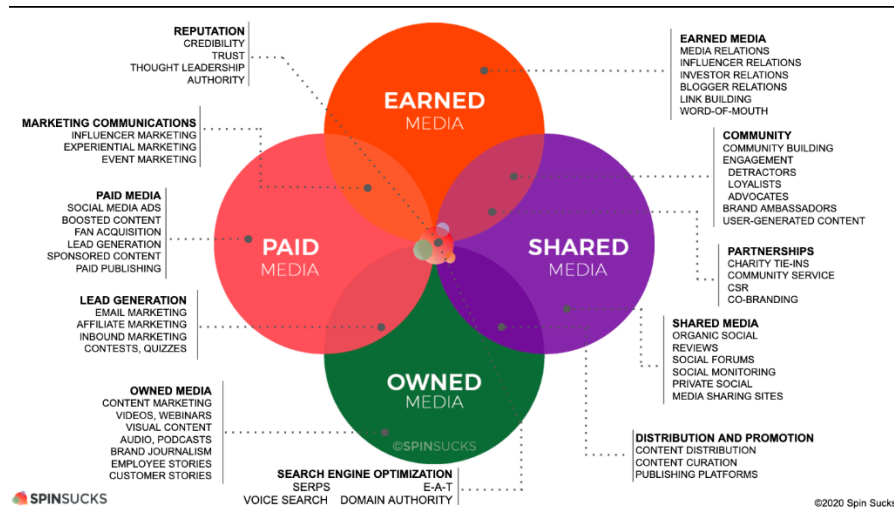 REPUTATION
CREDIBILITY
TRUST
THOUGHT LEADERSHIP
AUTHORITY
MARKETING COMMUNICATIONS
INFLUENCER MARKETING
EXPERIENTIAL MARKETING
EVENT MARKETING
PAID MEDIA
SOCIAL MEDIA ADS
BOOSTED CONTENT
FAN ACQUISITION
LEAD GENERATION
SPONSORED CONTENT
PAID PUBLISHING
LEAD GENERATION
EMAIL MARKETING
AFFILIATE MARKETING
INBOUND MARKETING
CONTESTS, QUIZZES
OWNED MEDIA
CONTENT MARKETING
VIDEOS, WEBINARS
VISUAL CONTENT
AUDIO, PODCASTS
BRAND JOURNALISM
EMPLOYEE STORIES
CUSTOMER STORIES
EARNED
MEDIA
PAID
MEDIA
SHARED
MEDIA
OWNED
MEDIA
©SPINSUCKS
SEARCH ENGINE OPTIMIZATION
SERPS E-A-T
VOICE SEARCH DOMAIN AUTHORITY
EARNED MEDIA
MEDIA RELATIONS
INFLUENCER RELATIONS
INVESTOR RELATIONS
BLOGGER RELATIONS
LINK BUILDING
WORD-OF-MOUTH
COMMUNITY
COMMUNITY BUILDING
ENGAGEMENT
DETRACTORS
LOYALISTS
ADVOCATES
BRAND AMBASSADORS
USER-GENERATED CONTENT
PARTNERSHIPS
CHARITY TIE-INS
COMMUNITY SERVICE
CSR
CO-BRANDING
SHARED MEDIA
ORGANIC SOCIAL
REVIEWS
SOCIAL FORUMS
SOCIAL MONITORING
PRIVATE SOCIAL
MEDIA SHARING SITES
DISTRIBUTION AND PROMOTION
CONTENT DISTRIBUTION
CONTENT CURATION
PUBLISHING PLATFORMS
SPINSUCKS
©2020 Spin Sucks